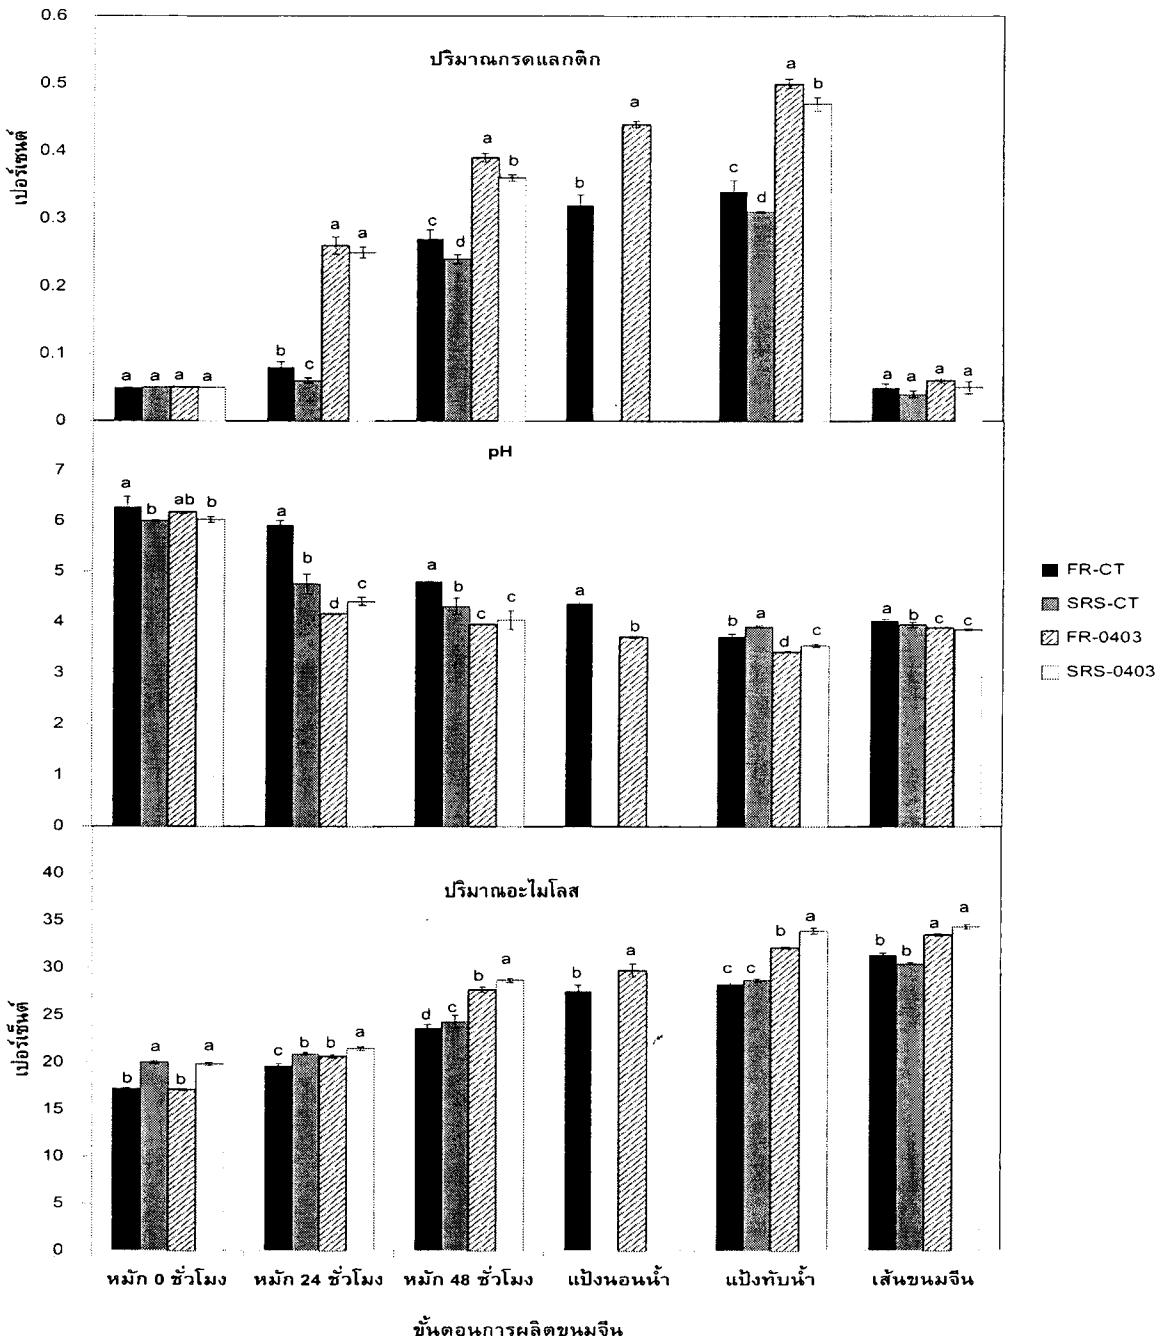 0.6
ปริมาณกรดแลกติก
0.5
0.4
0.3
0.2
0.1
0
เปอร์เซนต์
a a a a
b c a a
c d a b
b a
c d a b
a a a a
pH
7
6
5
4
3
2
1
0
a b ab b
a b d c
a b c c
a b
b a d c
a b c c
FR-CT
SRS-CT
FR-0403
SRS-0403
ปริมาณอะไมโลส
40
35
30
25
20
15
10
5
0
เปอร์เซ็นต์
b a b a
c b b a
d c b a
b a
c c b a
b b a a
หมัก 0 ชั่วโมง หมัก 24 ชั่วโมง หมัก 48 ชั่วโมง แป้งนอนน้ำ แป้งทับน้ำ เส้นขนมจีน
ขั้นตอนการผลิตขนมจีน